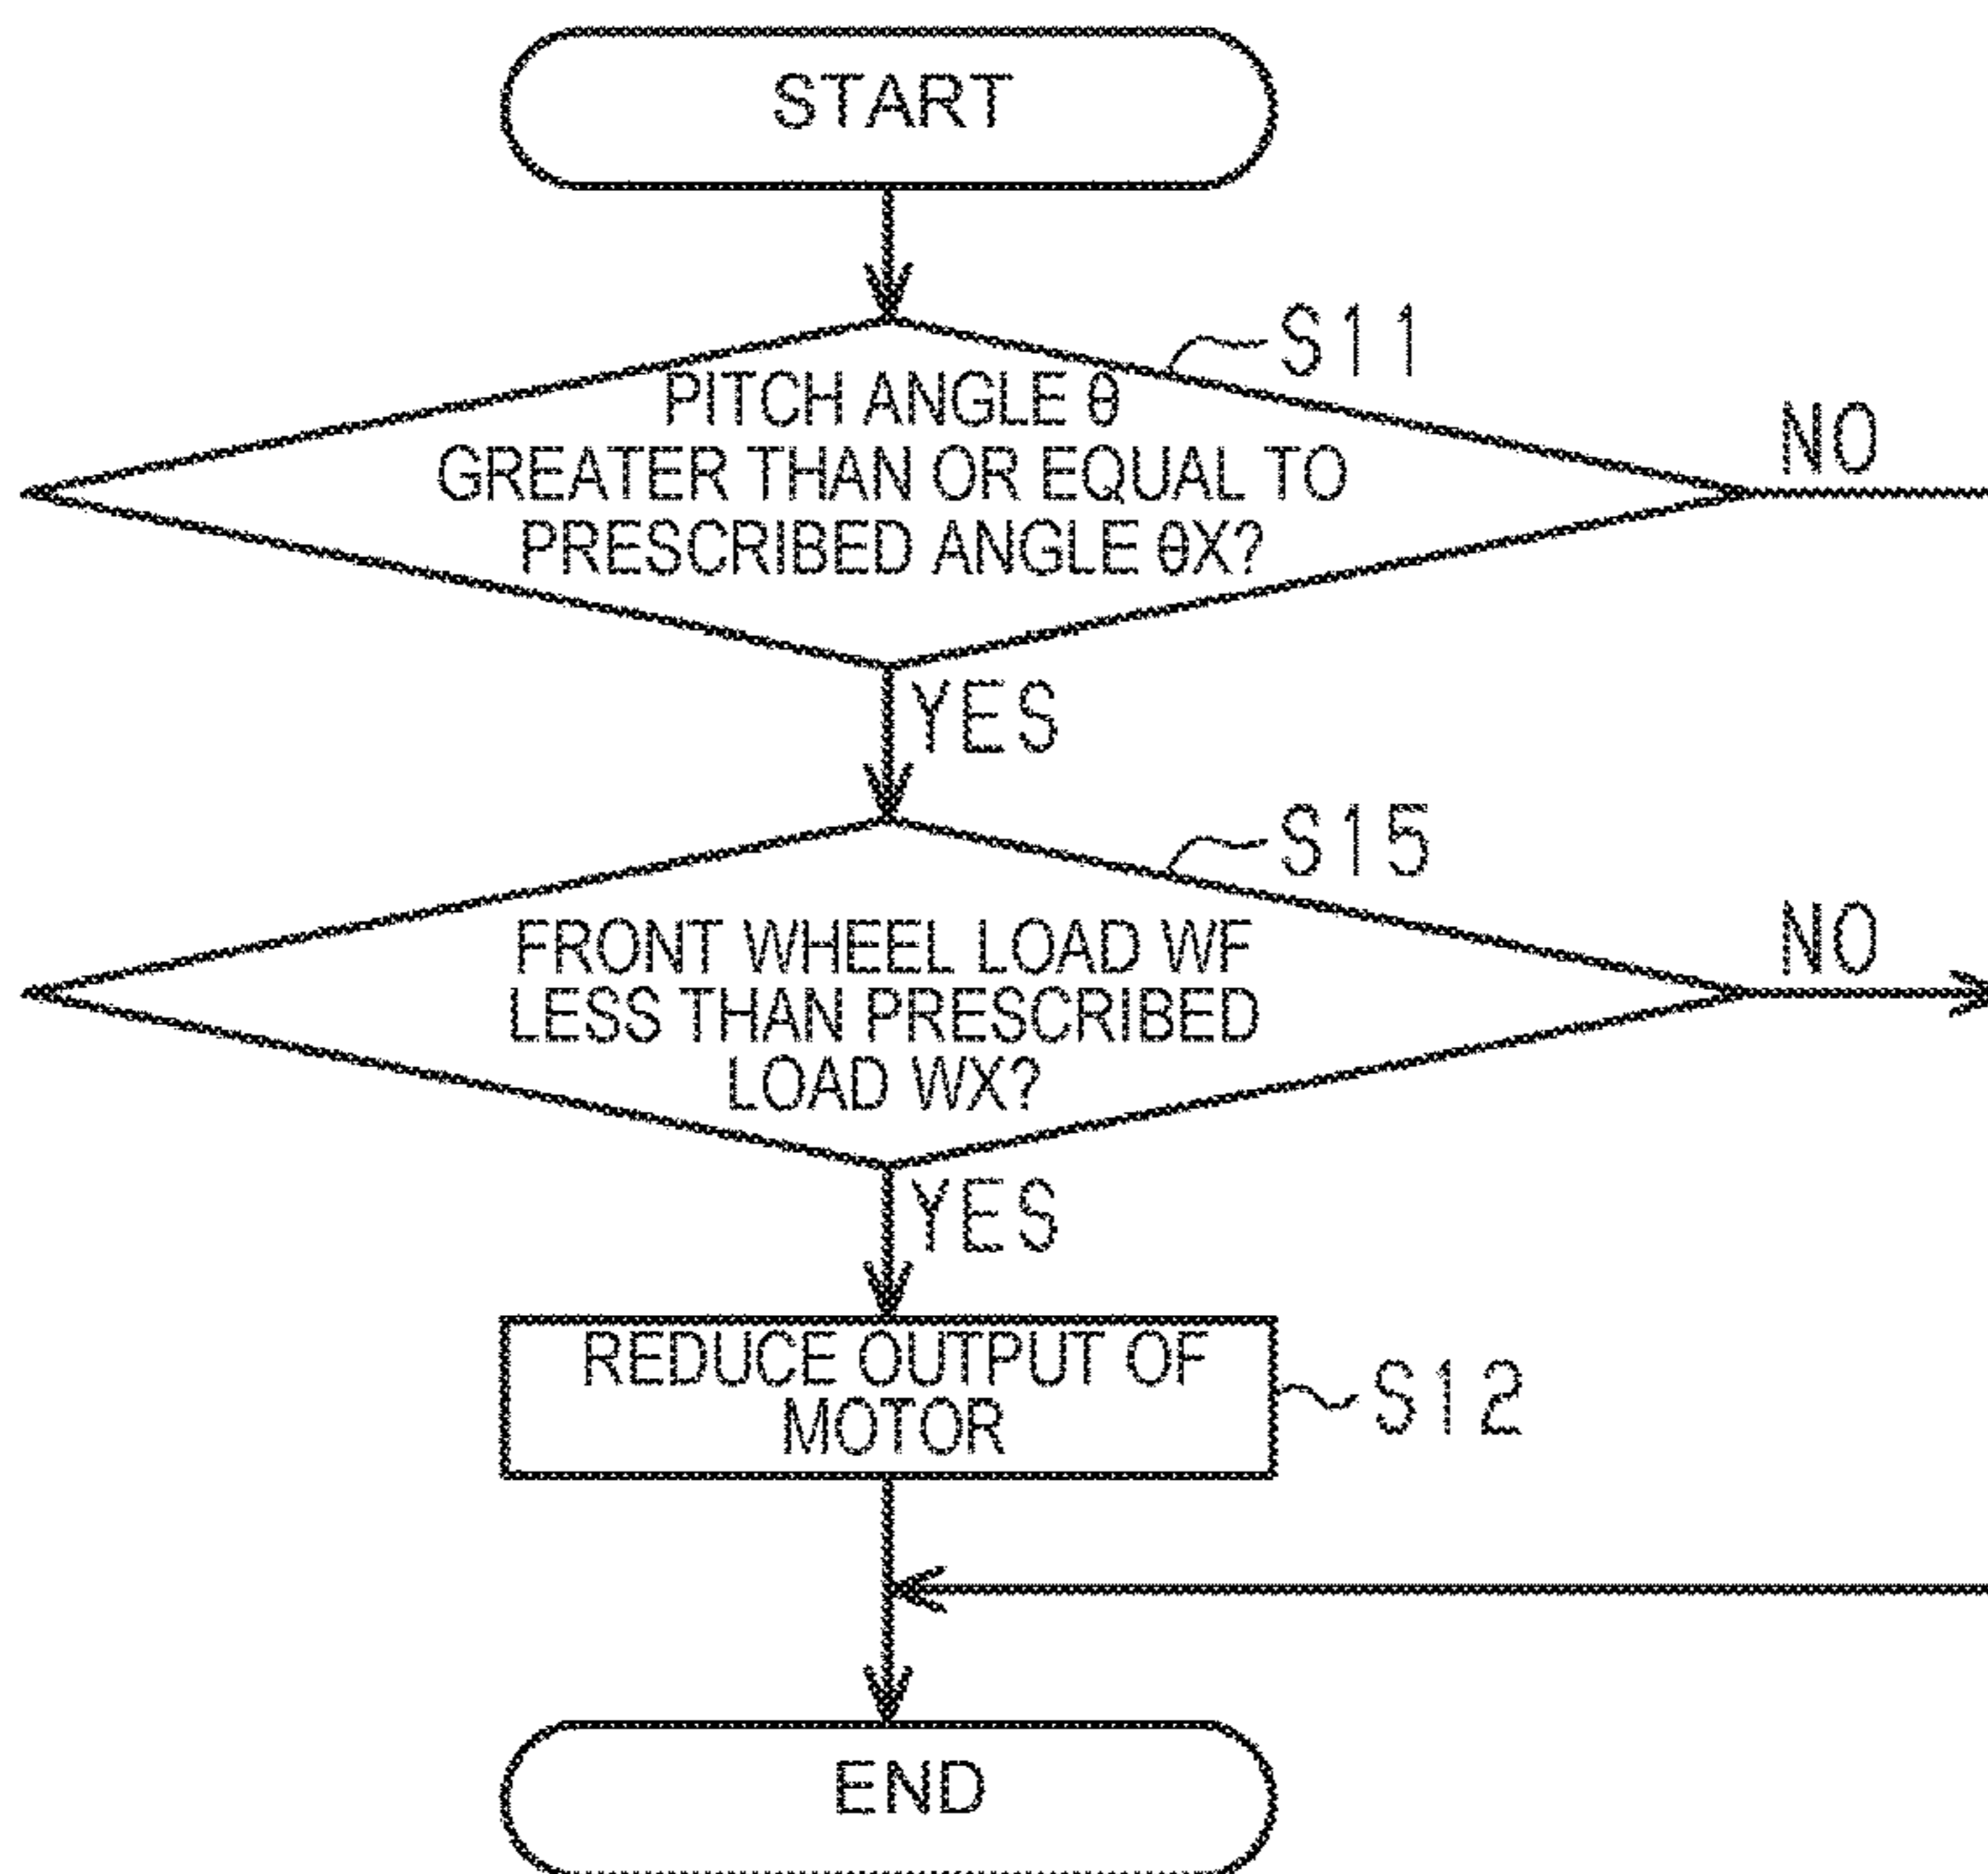 START
S11
PITCH ANGLE θ
GREATER THAN OR EQUAL TO
PRESCRIBED ANGLE θX?
NO
YES
S15
FRONT WHEEL LOAD WF
LESS THAN PRESCRIBED
LOAD WX?
NO
YES
REDUCE OUTPUT OF
MOTOR
S12
END